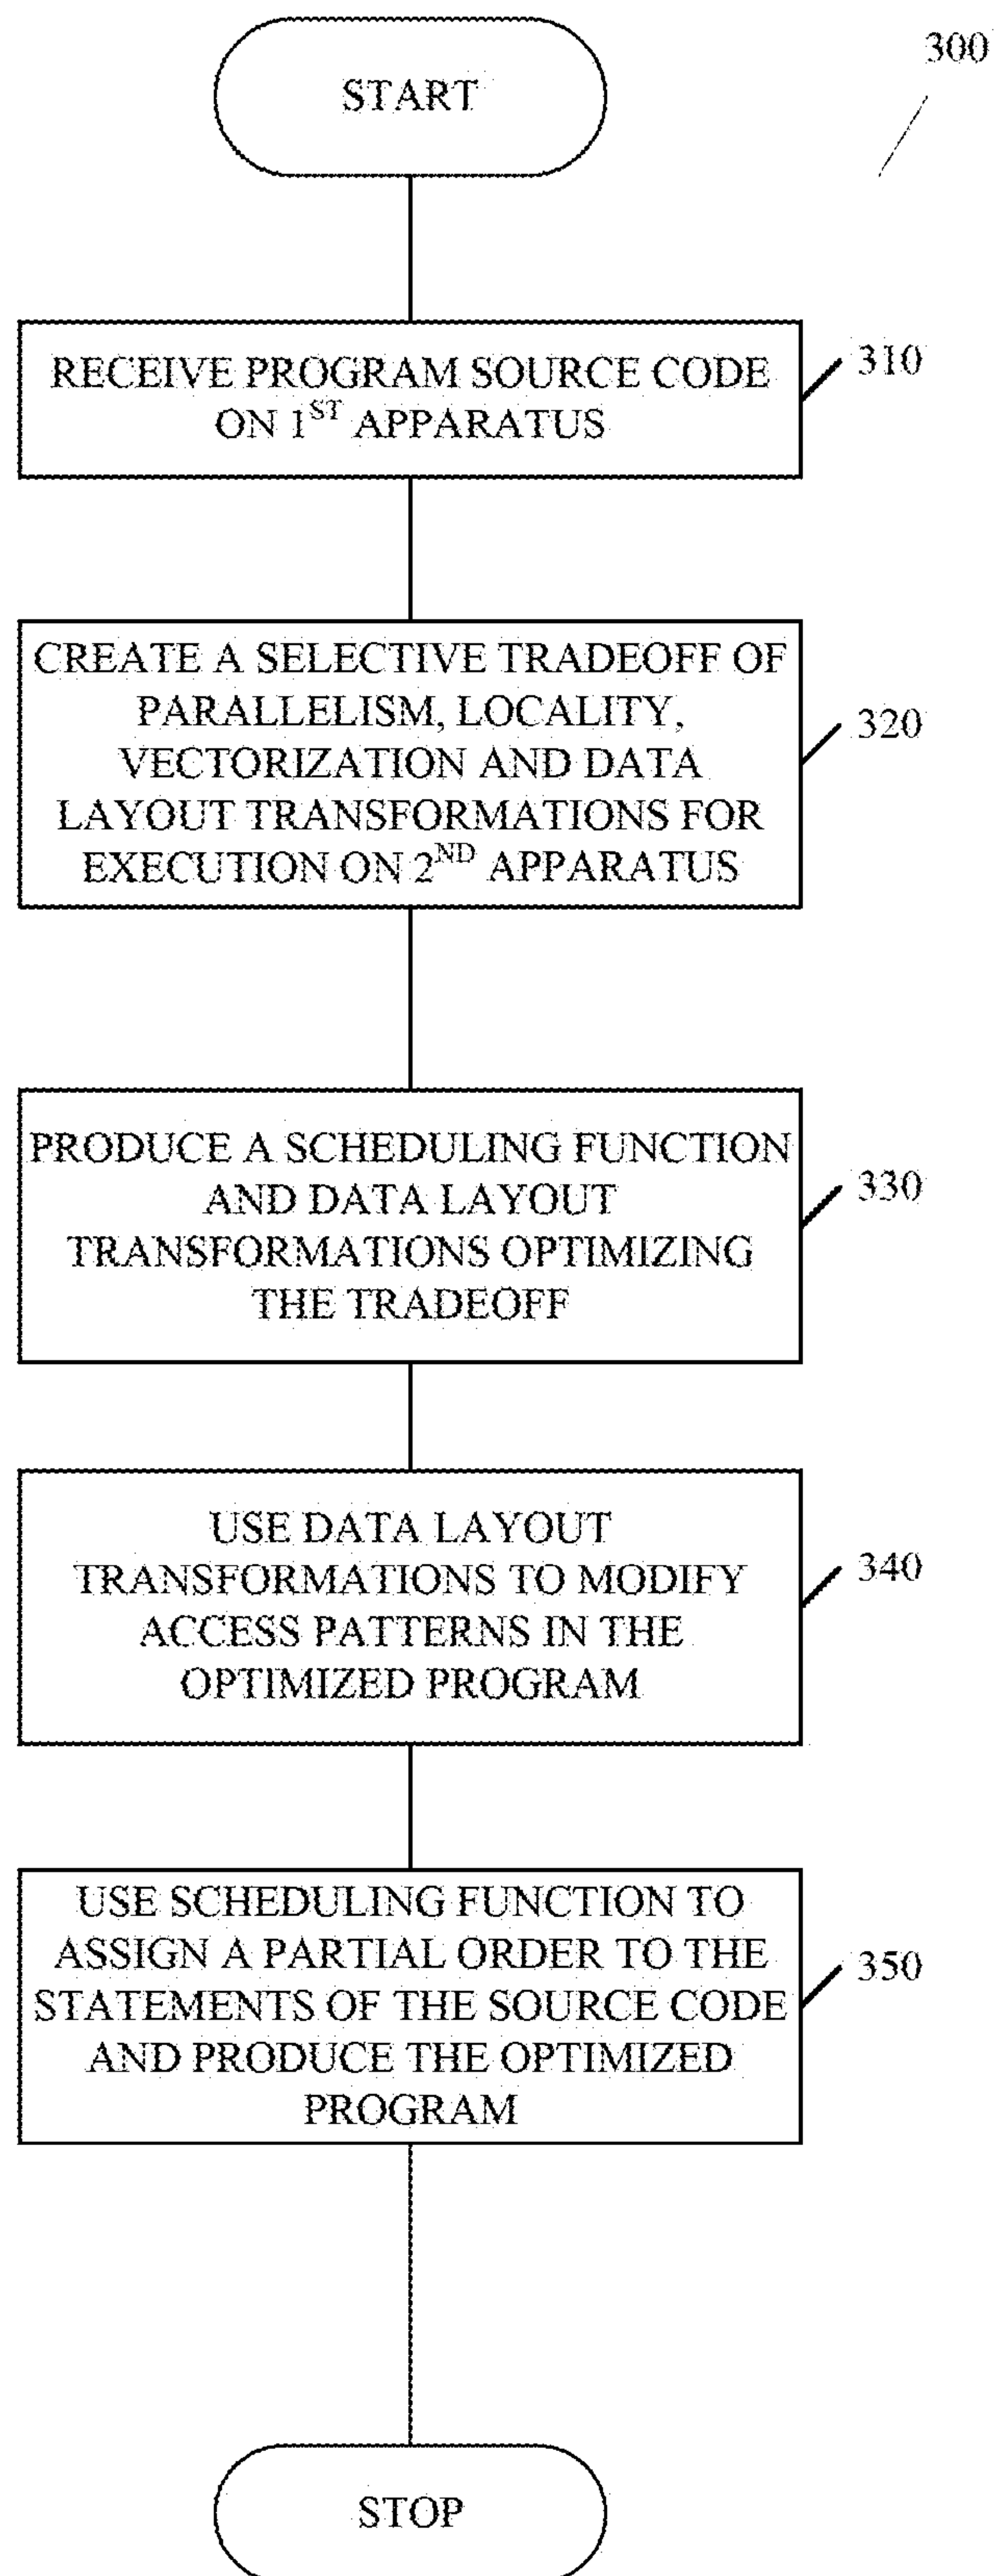 START
300
RECEIVE PROGRAM SOURCE CODE
ON 1ST APPARATUS
310
CREATE A SELECTIVE TRADEOFF OF
PARALLELISM, LOCALITY,
VECTORIZATION AND DATA
LAYOUT TRANSFORMATIONS FOR
EXECUTION ON 2ND APPARATUS
320
PRODUCE A SCHEDULING FUNCTION
AND DATA LAYOUT
TRANSFORMATIONS OPTIMIZING
THE TRADEOFF
330
USE DATA LAYOUT
TRANSFORMATIONS TO MODIFY
ACCESS PATTERNS IN THE
OPTIMIZED PROGRAM
340
USE SCHEDULING FUNCTION TO
ASSIGN A PARTIAL ORDER TO THE
STATEMENTS OF THE SOURCE CODE
AND PRODUCE THE OPTIMIZED
PROGRAM
350
STOP